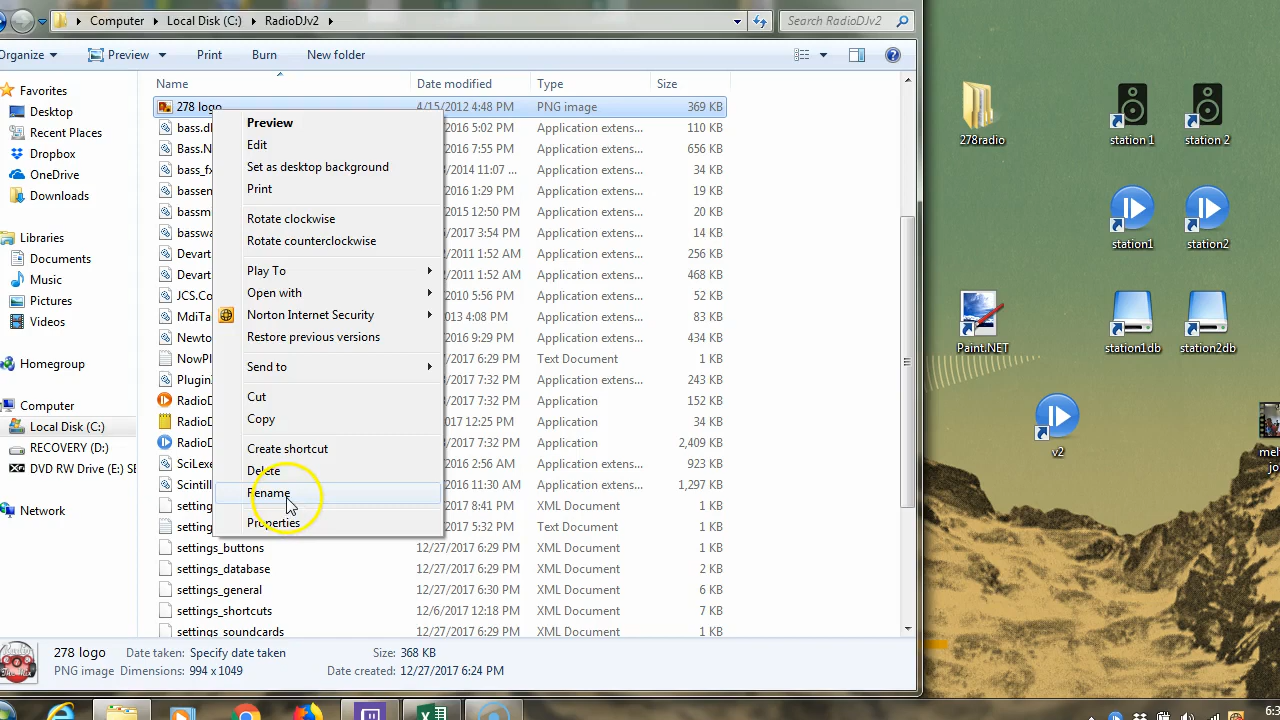 Computer ▸ Local Disk (C:) ▸ RadioDJv2 ▸
Search RadioDJv2
Organize Preview Print Burn New folder
Name Date modified Type Size
Favorites
Desktop
Recent Places
Dropbox
OneDrive
Downloads
Libraries
Documents
Music
Pictures
Videos
Homegroup
Computer
Local Disk (C:)
RECOVERY (D:)
DVD RW Drive (E:) SE
Network
278 logo 4/15/2012 4:48 PM PNG image 369 KB
bass.dl 2016 5:02 PM Application extens... 110 KB
Bass.N 2016 7:55 PM Application extens... 656 KB
bass_fx /2014 11:07 ... Application extens... 34 KB
bassen 2016 1:29 PM Application extens... 19 KB
bassm 2015 12:50 PM Application extens... 20 KB
bassw 2017 3:54 PM Application extens... 14 KB
Devart 2011 1:52 AM Application extens... 256 KB
Devart 2011 1:52 AM Application extens... 468 KB
JCS.Co 2010 5:56 PM Application extens... 52 KB
MdiTa 2013 4:08 PM Application extens... 83 KB
Newto 2016 9:29 AM Application extens... 434 KB
NowPl 2017 6:29 PM Text Document 1 KB
Plugin 2017 7:32 PM Application extens... 243 KB
RadioD 2017 7:32 PM Application 152 KB
RadioD 2017 12:25 PM Application 34 KB
RadioD 2017 7:32 PM Application 2,409 KB
SciLexe 2016 2:56 AM Application extens... 923 KB
Scintill 2016 11:30 AM Application extens... 1,297 KB
setting 2017 8:41 PM XML Document 1 KB
setting 2017 5:32 PM Text Document 1 KB
settings_buttons 12/27/2017 6:29 PM XML Document 1 KB
settings_database 12/27/2017 6:29 PM XML Document 2 KB
settings_general 12/27/2017 6:29 PM XML Document 6 KB
settings_shortcuts 12/6/2017 12:18 PM XML Document 7 KB
settings_soundcards 12/27/2017 6:29 PM XML Document 1 KB
Preview
Edit
Set as desktop background
Print
Rotate clockwise
Rotate counterclockwise
Play To
Open with
Norton Internet Security
Restore previous versions
Send to
Cut
Copy
Create shortcut
Delete
Rename
Properties
278 logo Date taken: Specify date taken Size: 368 KB
PNG image Dimensions: 994 x 1049 Date created: 12/27/2017 6:24 PM
278radio
station 1
station 2
station1
station2
Paint.NET
station1db
station2db
v2